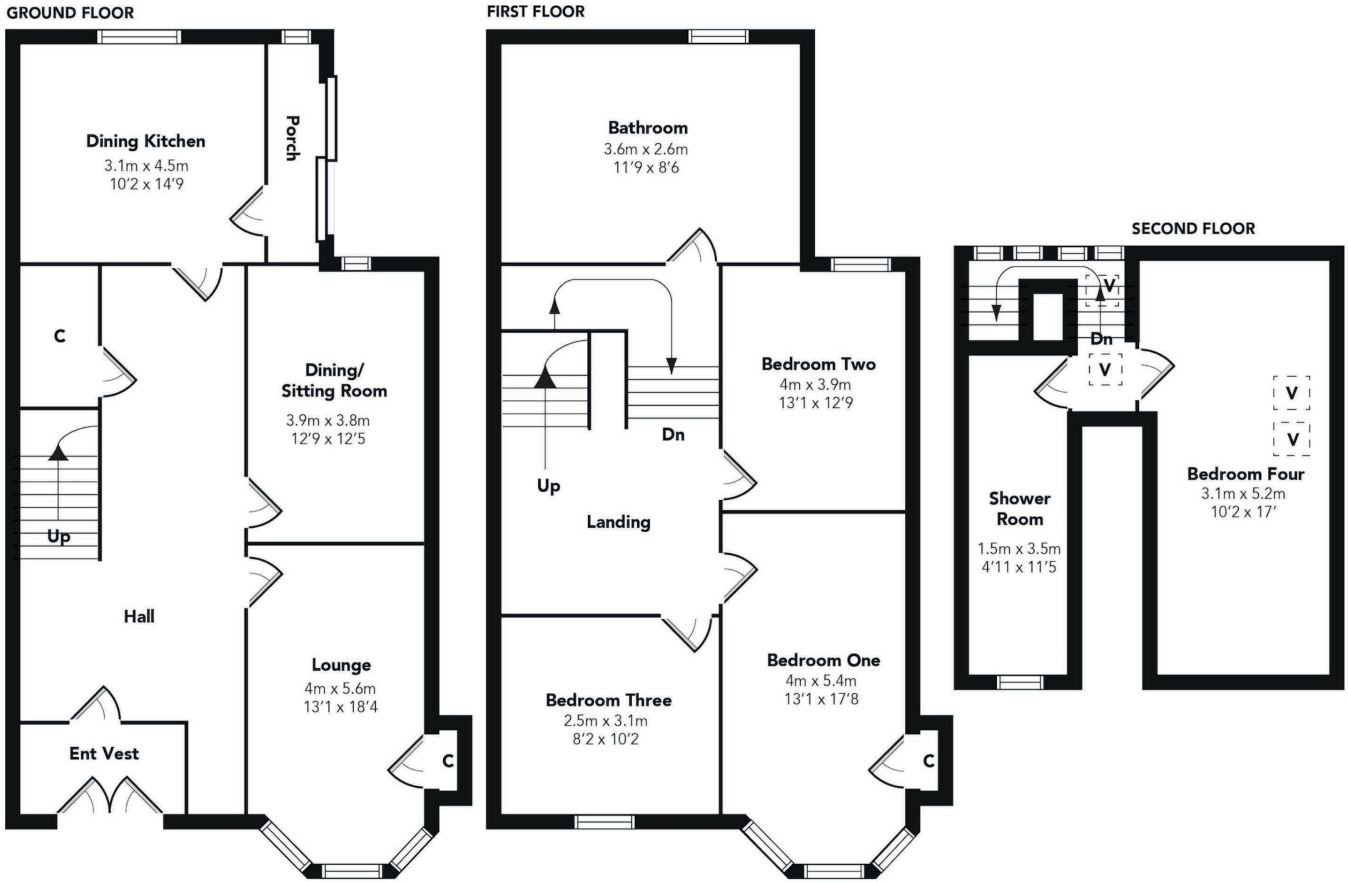 GROUND FLOOR
Dining Kitchen
3.1m x 4.5m
10'2 x 14'9
Porch
C
Dining/
Sitting Room
3.9m x 3.8m
12'9 x 12'5
Up
Hall
Lounge
4m x 5.6m
13'1 x 18'4
Ent Vest
C
FIRST FLOOR
Bathroom
3.6m x 2.6m
11'9 x 8'6
Bedroom Two
4m x 3.9m
13'1 x 12'9
Dn
Up
Landing
Bedroom One
4m x 5.4m
13'1 x 17'8
Bedroom Three
2.5m x 3.1m
8'2 x 10'2
C
SECOND FLOOR
V
Dn
V
V
V
Bedroom Four
3.1m x 5.2m
10'2 x 17'
Shower
Room
1.5m x 3.5m
4'11 x 11'5